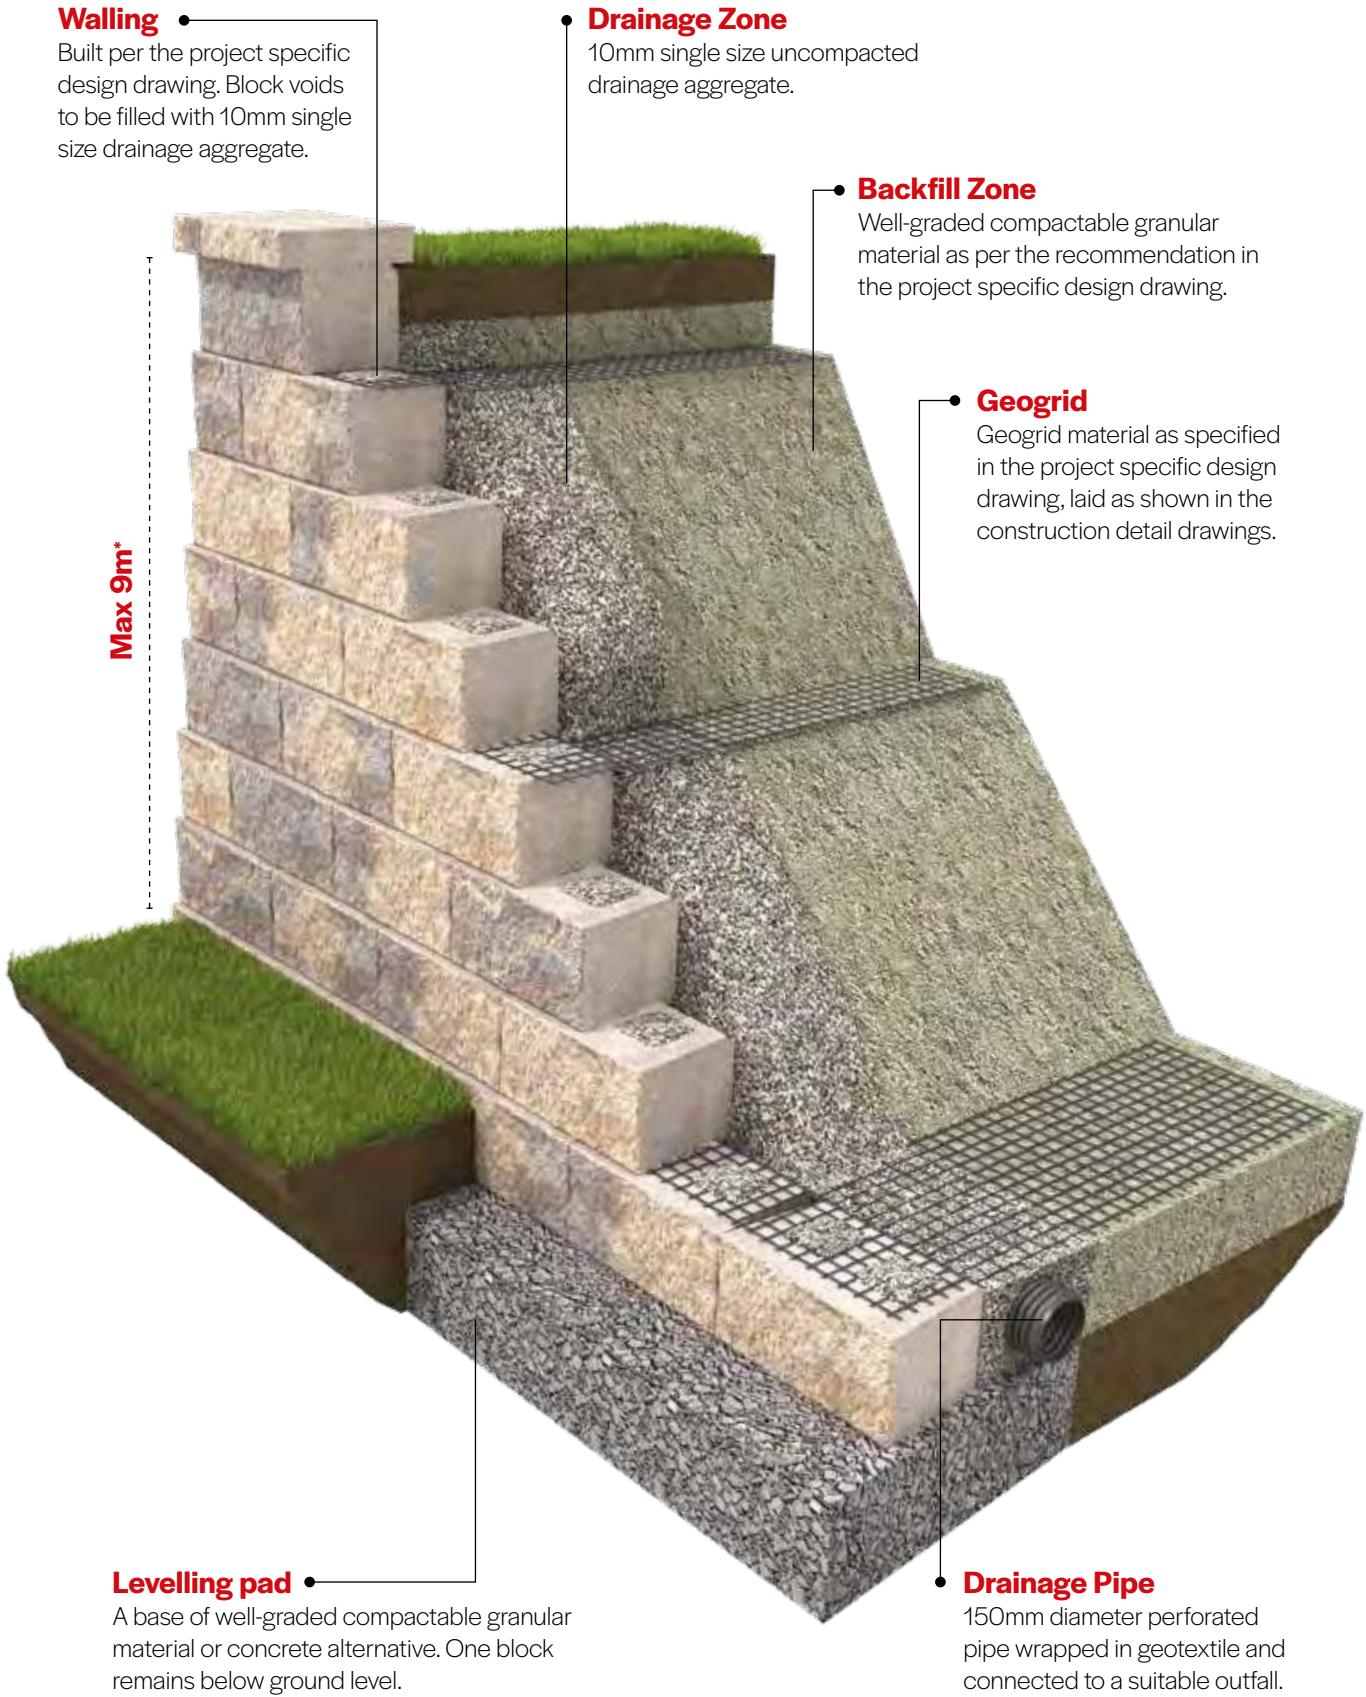 Walling
Built per the project specific
design drawing. Block voids
to be filled with 10mm single
size drainage aggregate.
Drainage Zone
10mm single size uncompacted
drainage aggregate.
Backfill Zone
Well-graded compactable granular
material as per the recommendation in
the project specific design drawing.
Geogrid
Geogrid material as specified
in the project specific design
drawing, laid as shown in the
construction detail drawings.
Max 9m*
Levelling pad
A base of well-graded compactable granular
material or concrete alternative. One block
remains below ground level.
Drainage Pipe
150mm diameter perforated
pipe wrapped in geotextile and
connected to a suitable outfall.